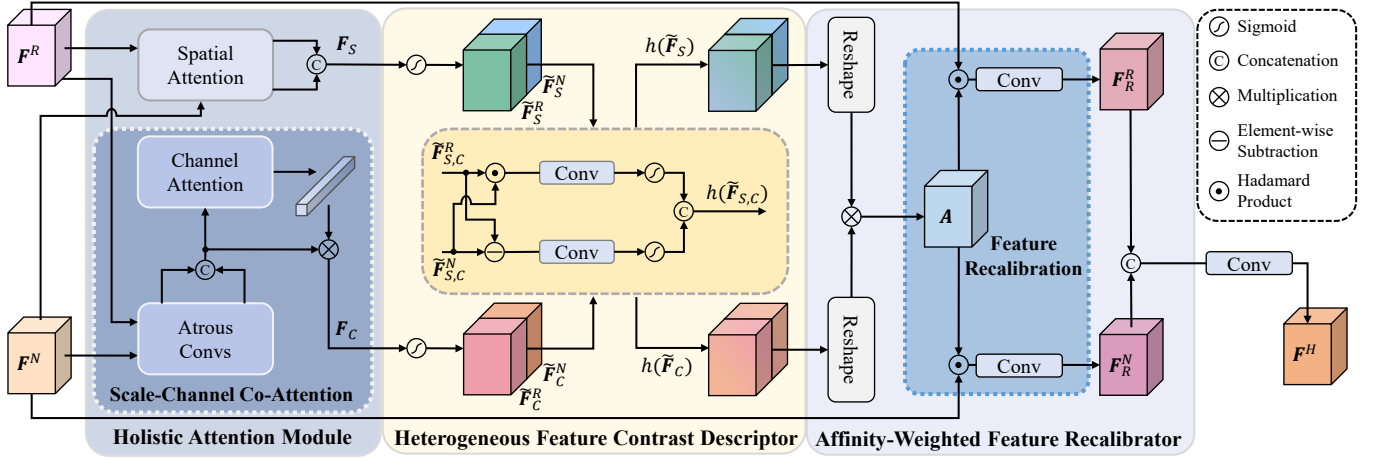 F^R
F^N
Spatial
Attention
C
F_S
Channel
Attention
C
Atrous
Convs
F_C
Scale-Channel Co-Attention
Holistic Attention Module
F̃_S^N
F̃_S^R
F̃_{S,C}^R
F̃_{S,C}^N
Conv
Conv
C
h(F̃_{S,C})
h(F̃_S)
h(F̃_C)
F̃_C^N
F̃_C^R
Heterogeneous Feature Contrast Descriptor
Reshape
Reshape
A
Conv
Feature
Recalibration
Conv
F_R^R
F_R^N
C
Conv
F^H
Affinity-Weighted Feature Recalibrator
Sigmoid
C Concatenation
Multiplication
Element-wise
Subtraction
Hadamard
Product